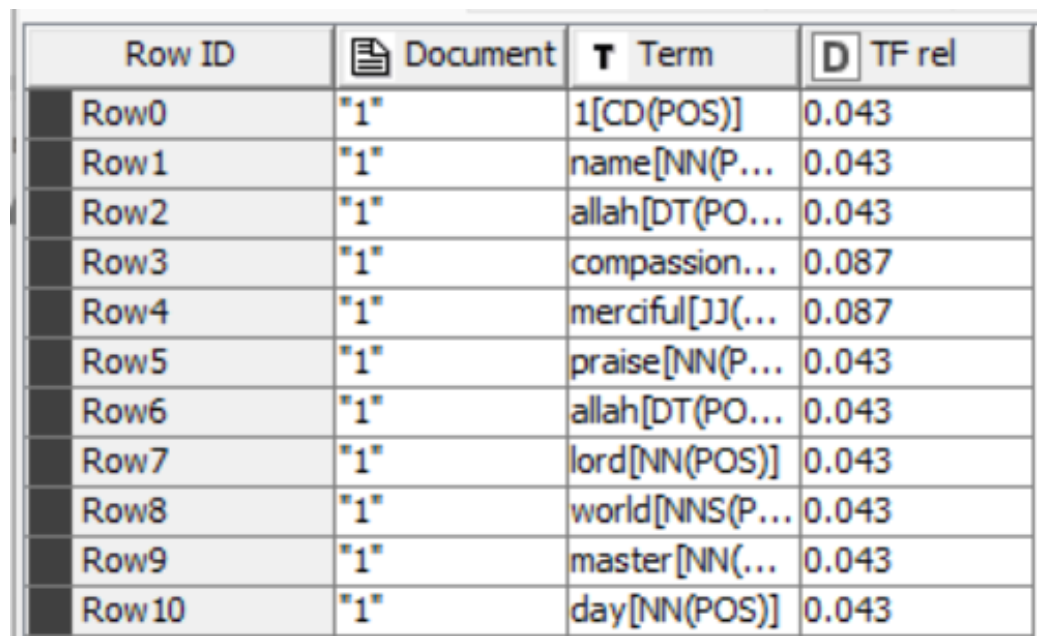 Row ID Document T Term D TF rel
Row0 "1" 1[CD(POS)] 0.043
Row1 "1" name[NN(P... 0.043
Row2 "1" allah[DT(PO... 0.043
Row3 "1" compassion... 0.087
Row4 "1" merciful[JJ(... 0.087
Row5 "1" praise[NN(P... 0.043
Row6 "1" allah[DT(PO... 0.043
Row7 "1" lord[NN(POS)] 0.043
Row8 "1" world[NNS(P... 0.043
Row9 "1" master[NN(... 0.043
Row10 "1" day[NN(POS)] 0.043